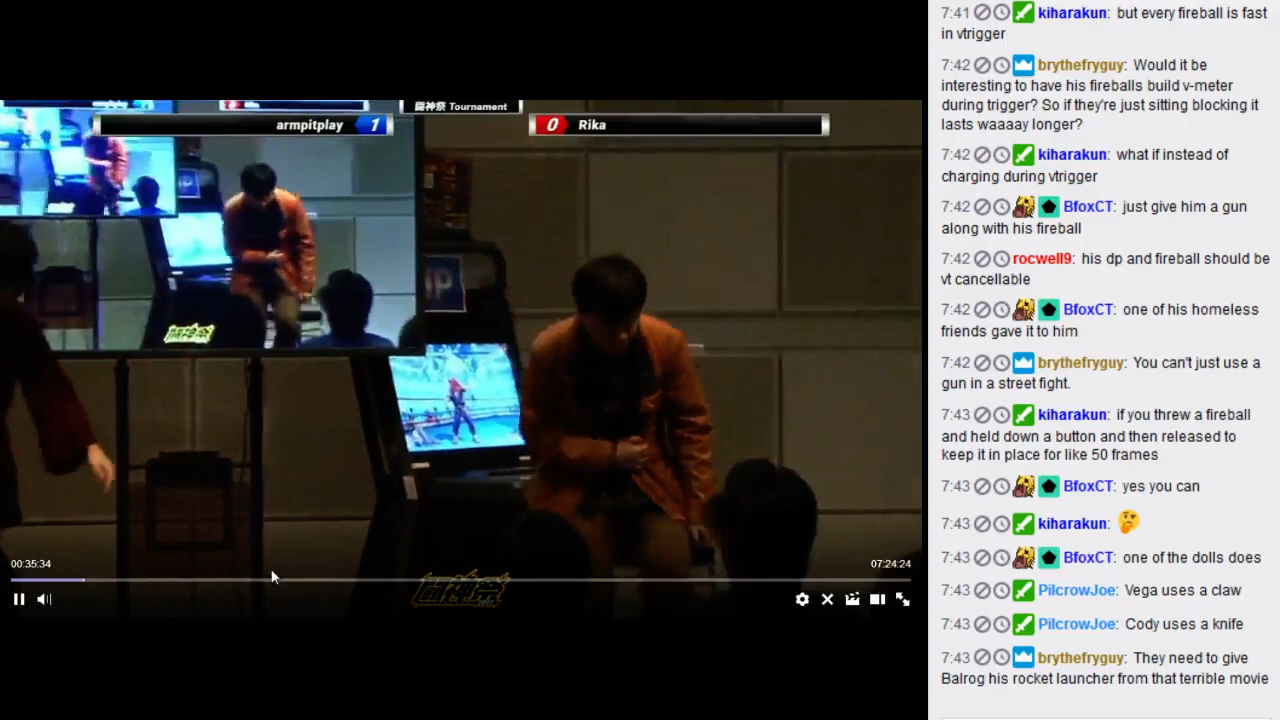 闘神祭 Tournament
armpitplay 1
0 Rika
00:35:34
07:24:24
闘神祭
7:41 kiharakun: but every fireball is fast
in vtrigger
7:42 brythefryguy: Would it be
interesting to have his fireballs build v-meter
during trigger? So if they're just sitting blocking it
lasts waaaay longer?
7:42 kiharakun: what if instead of
charging during vtrigger
7:42 BfoxCT: just give him a gun
along with his fireball
7:42 rocwell9: his dp and fireball should be
vt cancellable
7:42 BfoxCT: one of his homeless
friends gave it to him
7:42 brythefryguy: You can't just use a
gun in a street fight.
7:43 kiharakun: if you threw a fireball
and held down a button and then released to
keep it in place for like 50 frames
7:43 BfoxCT: yes you can
7:43 kiharakun:
7:43 BfoxCT: one of the dolls does
7:43 PilcrowJoe: Vega uses a claw
7:43 PilcrowJoe: Cody uses a knife
7:43 brythefryguy: They need to give
Balrog his rocket launcher from that terrible movie